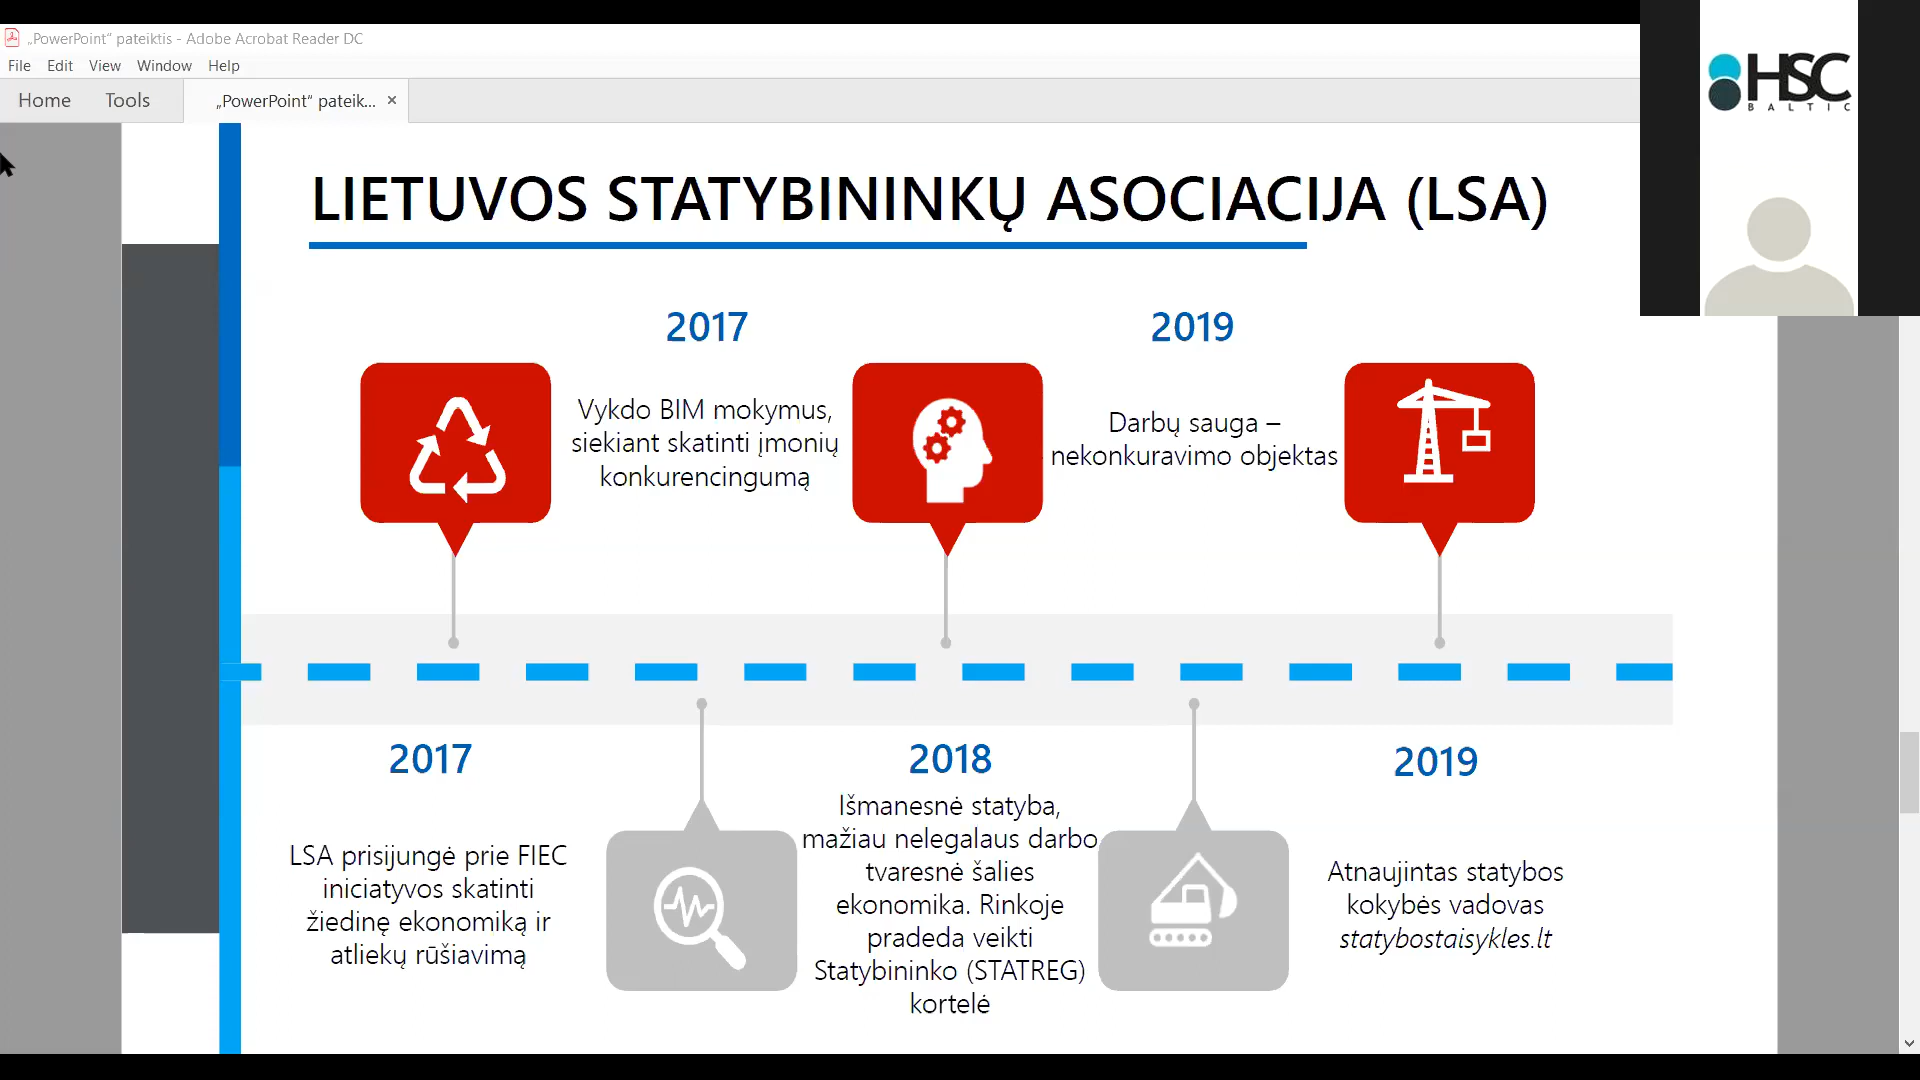 „PowerPoint“ pateiktis - Adobe Acrobat Reader DC
File Edit View Window Help
Home Tools „PowerPoint“ pateik... ×
HSC
BALTIC
LIETUVOS STATYBININKŲ ASOCIACIJA (LSA)
2017
Vykdo BIM mokymus,
siekiant skatinti įmonių
konkurencingumą
2019
Darbų sauga –
nekonkuravimo objektas
2017
LSA prisijungė prie FIEC
iniciatyvos skatinti
žiedinę ekonomiką ir
atliekų rūšiavimą
2018
Išmanesnė statyba,
mažiau nelegalaus darbo
tvaresnė šalies
ekonomika. Rinkoje
pradeda veikti
Statybininko (STATREG)
kortelė
2019
Atnaujintas statybos
kokybės vadovas
statybostaisykles.lt